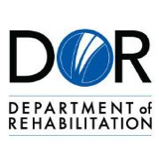 DOR
DEPARTMENT of
REHABILITATION